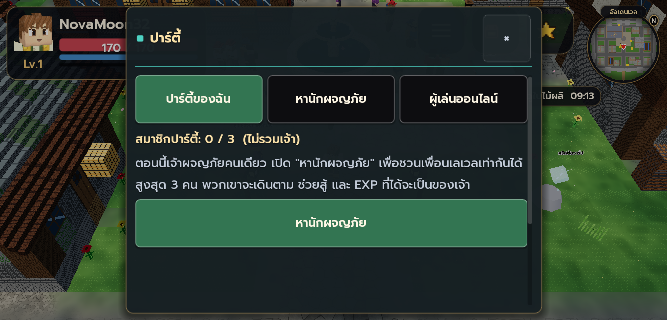 NovaMoon
170
Lv.1
ปาร์ตี้
×
ปาร์ตี้ของฉัน
หานักผจญภัย
ผู้เล่นออนไลน์
สมาชิกปาร์ตี้: 0 / 3 (ไม่รวมเจ้า)
ตอนนี้เจ้าผจญภัยคนเดียว เปิด "หานักผจญภัย" เพื่อชวนเพื่อนเลเวลเท่ากันได้
สูงสุด 3 คน พวกเขาจะเดินตาม ช่วยสู้ และ EXP ที่ได้จะเป็นของเจ้า
หานักผจญภัย
N
09:13